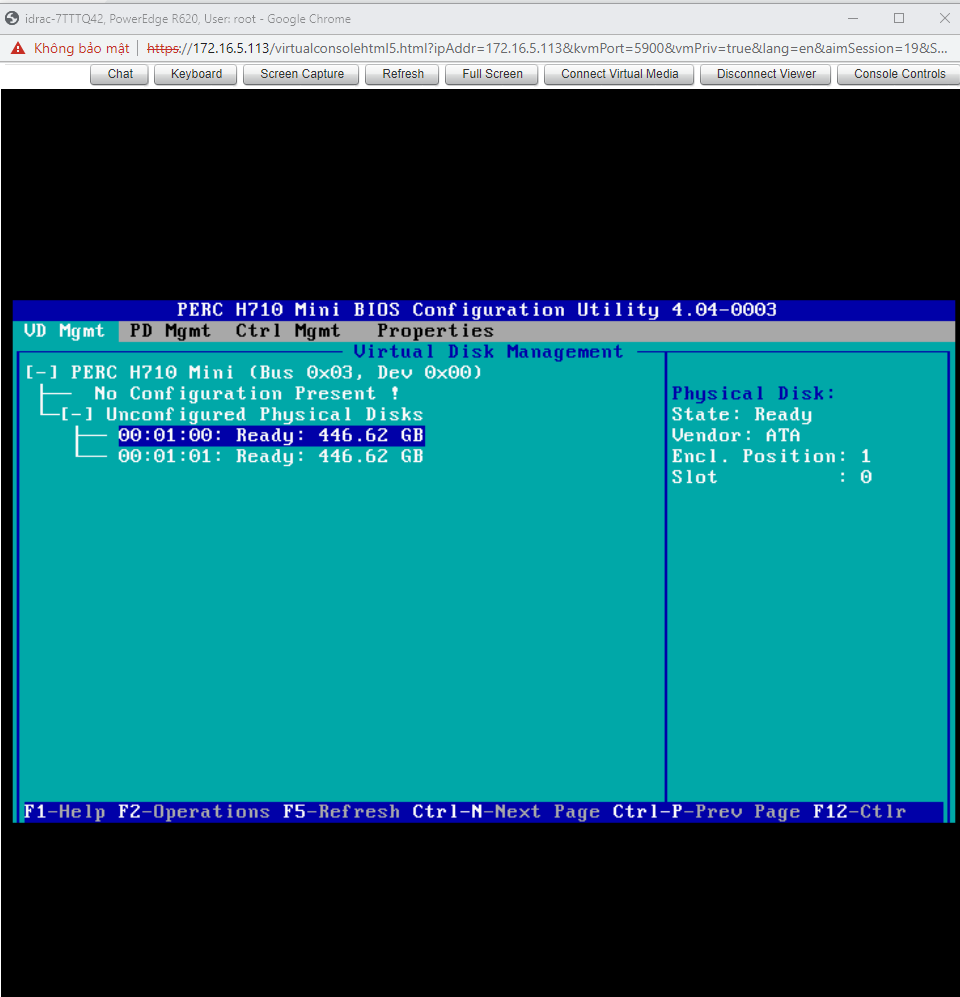 idrac-7TTTQ42, PowerEdge R620, User: root - Google Chrome
Không bảo mật | https://172.16.5.113/virtualconsolehtml5.html?ipAddr=172.16.5.113&kvmPort=5900&vmPriv=true&lang=en&aimSession=19&S...
Chat Keyboard Screen Capture Refresh Full Screen Connect Virtual Media Disconnect Viewer Console Controls
PERC H710 Mini BIOS Configuration Utility 4.04-0003
VD Mgmt PD Mgmt Ctrl Mgmt Properties
Virtual Disk Management
[-] PERC H710 Mini (Bus 0x03, Dev 0x00)
No Configuration Present !
[-] Unconfigured Physical Disks
00:01:00: Ready: 446.62 GB
00:01:01: Ready: 446.62 GB
Physical Disk:
State: Ready
Vendor: ATA
Encl. Position: 1
Slot : 0
F1-Help F2-Operations F5-Refresh Ctrl-N-Next Page Ctrl-P-Prev Page F12-Ctlr